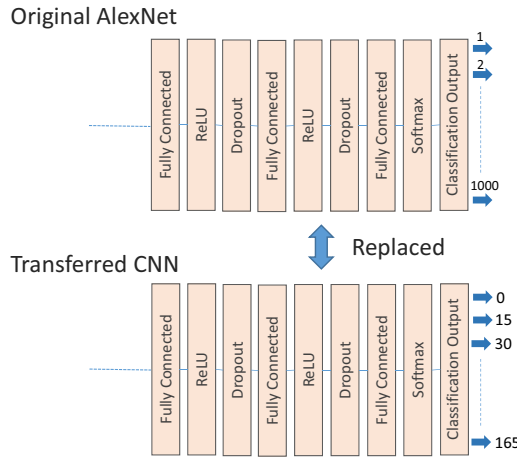 Original AlexNet
Fully Connected
ReLU
Dropout
Fully Connected
ReLU
Dropout
Fully Connected
Softmax
Classification Output
1
2
1000
Replaced
Transferred CNN
Fully Connected
ReLU
Dropout
Fully Connected
ReLU
Dropout
Fully Connected
Softmax
Classification Output
0
15
30
165